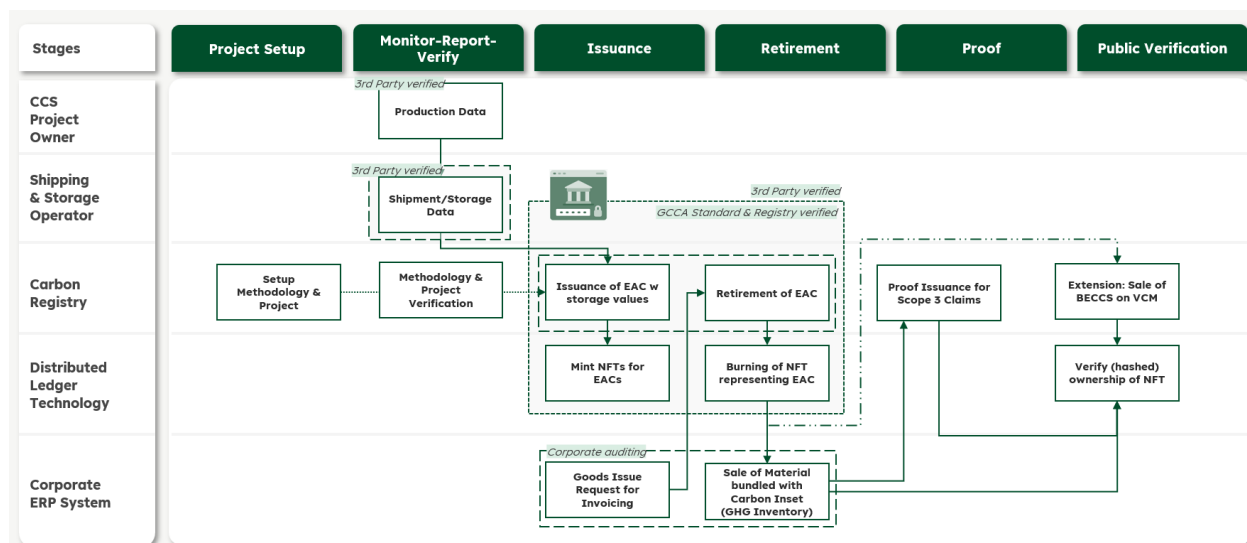 Stages
Project Setup
Monitor-Report-
Verify
Issuance
Retirement
Proof
Public Verification
CCS
Project
Owner
3rd Party verified
Production Data
Shipping
& Storage
Operator
3rd Party verified
Shipment/Storage
Data
3rd Party verified
GCCA Standard & Registry verified
Carbon
Registry
Setup
Methodology &
Project
Methodology &
Project
Verification
Issuance of EAC w
storage values
Retirement of EAC
Proof Issuance for
Scope 3 Claims
Extension: Sale of
BECCS on VCM
Distributed
Ledger
Technology
Mint NFTs for
EACs
Burning of NFT
representing EAC
Verify (hashed)
ownership of NFT
Corporate
ERP System
Corporate auditing
Goods Issue
Request for
Invoicing
Sale of Material
bundled with
Carbon Inset
(GHG Inventory)